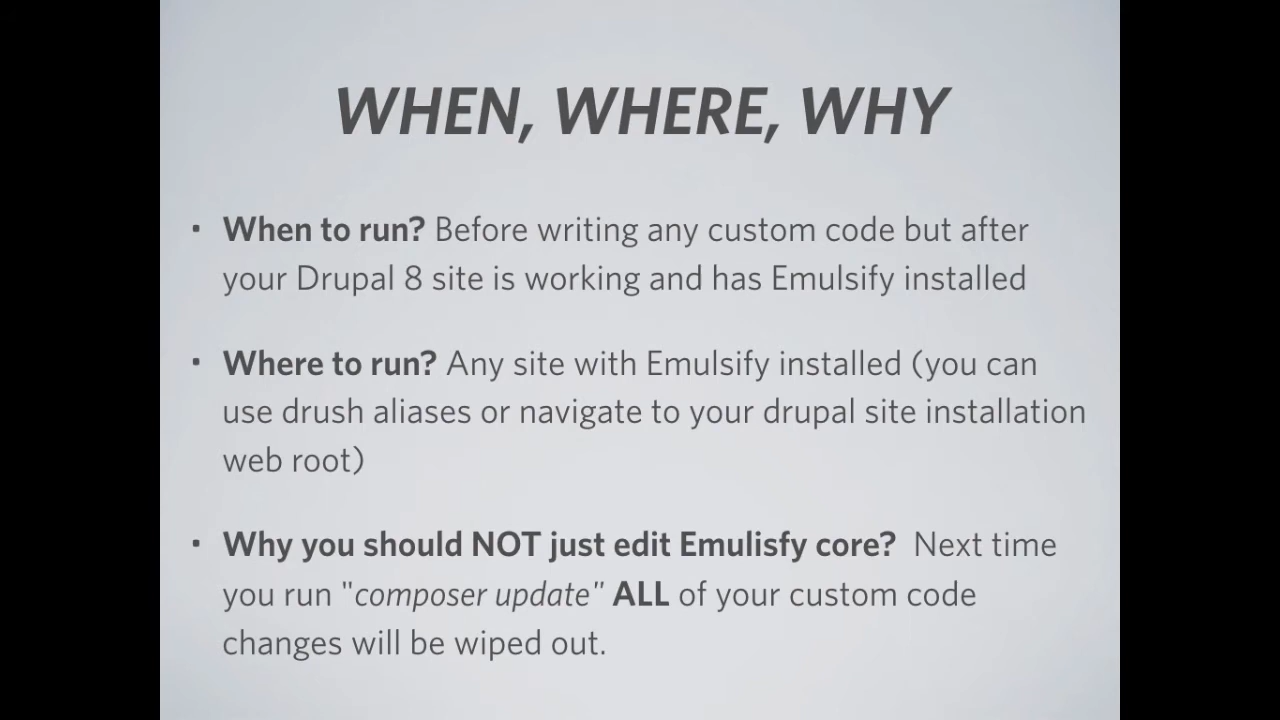 WHEN, WHERE, WHY
• When to run? Before writing any custom code but after
your Drupal 8 site is working and has Emulsify installed
• Where to run? Any site with Emulsify installed (you can
use drush aliases or navigate to your drupal site installation
web root)
• Why you should NOT just edit Emulisfy core?  Next time
you run "composer update" ALL of your custom code
changes will be wiped out.